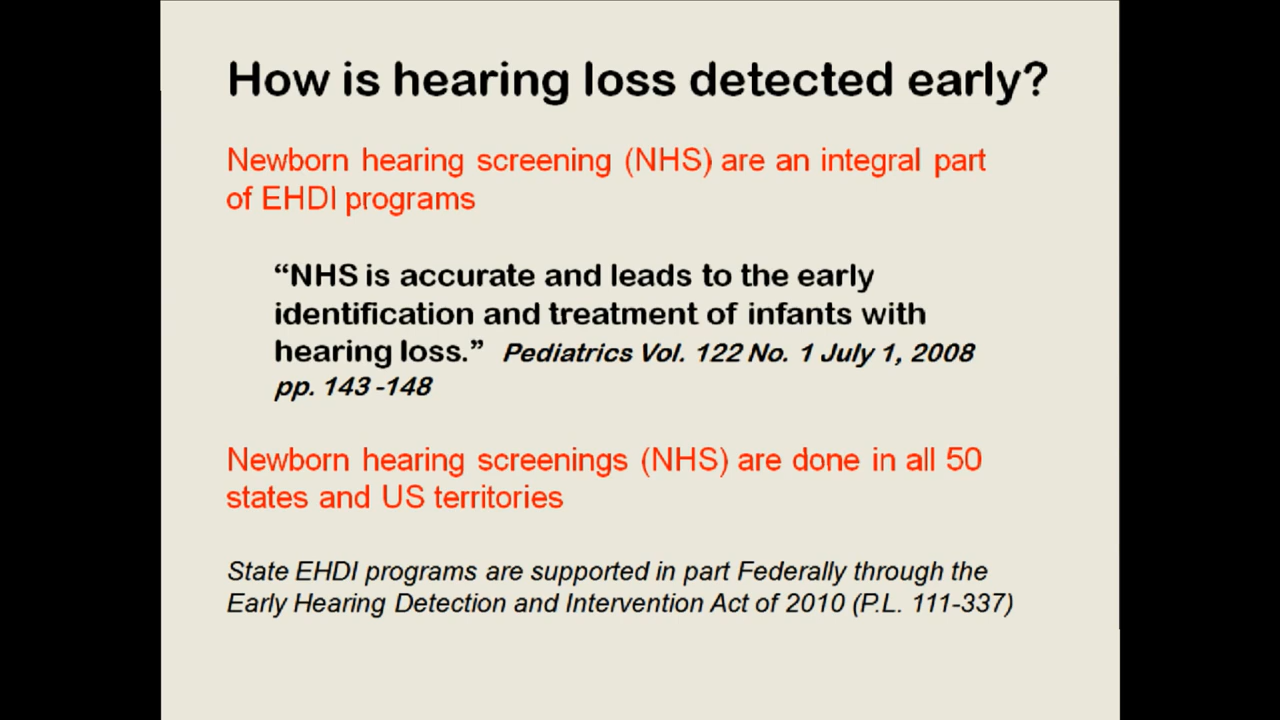 How is hearing loss detected early?
Newborn hearing screening (NHS) are an integral part
of EHDI programs
“NHS is accurate and leads to the early
identification and treatment of infants with
hearing loss.” Pediatrics Vol. 122 No. 1 July 1, 2008
pp. 143 -148
Newborn hearing screenings (NHS) are done in all 50
states and US territories
State EHDI programs are supported in part Federally through the
Early Hearing Detection and Intervention Act of 2010 (P.L. 111-337)